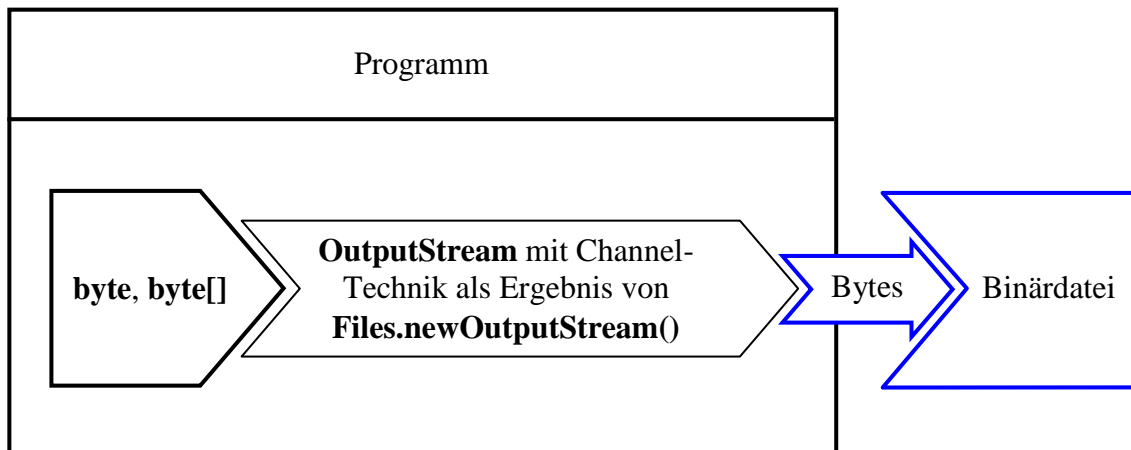 Programm
byte, byte[]
OutputStream mit Channel-
Technik als Ergebnis von
Files.newOutputStream()
Bytes
Binärdatei